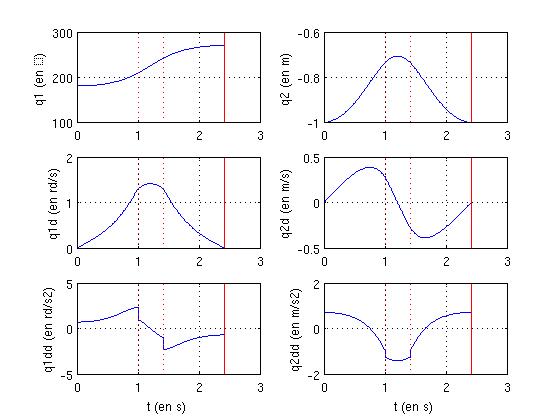 300
200
100
q1 (en □)
0 1 2 3
-0.6
-0.8
-1
q2 (en m)
0 1 2 3
2
1
0
q1d (en rd/s)
0 1 2 3
0.5
0
-0.5
q2d (en m/s)
0 1 2 3
5
0
-5
q1dd (en rd/s2)
0 1 2 3
t (en s)
2
0
-2
q2dd (en m/s2)
0 1 2 3
t (en s)